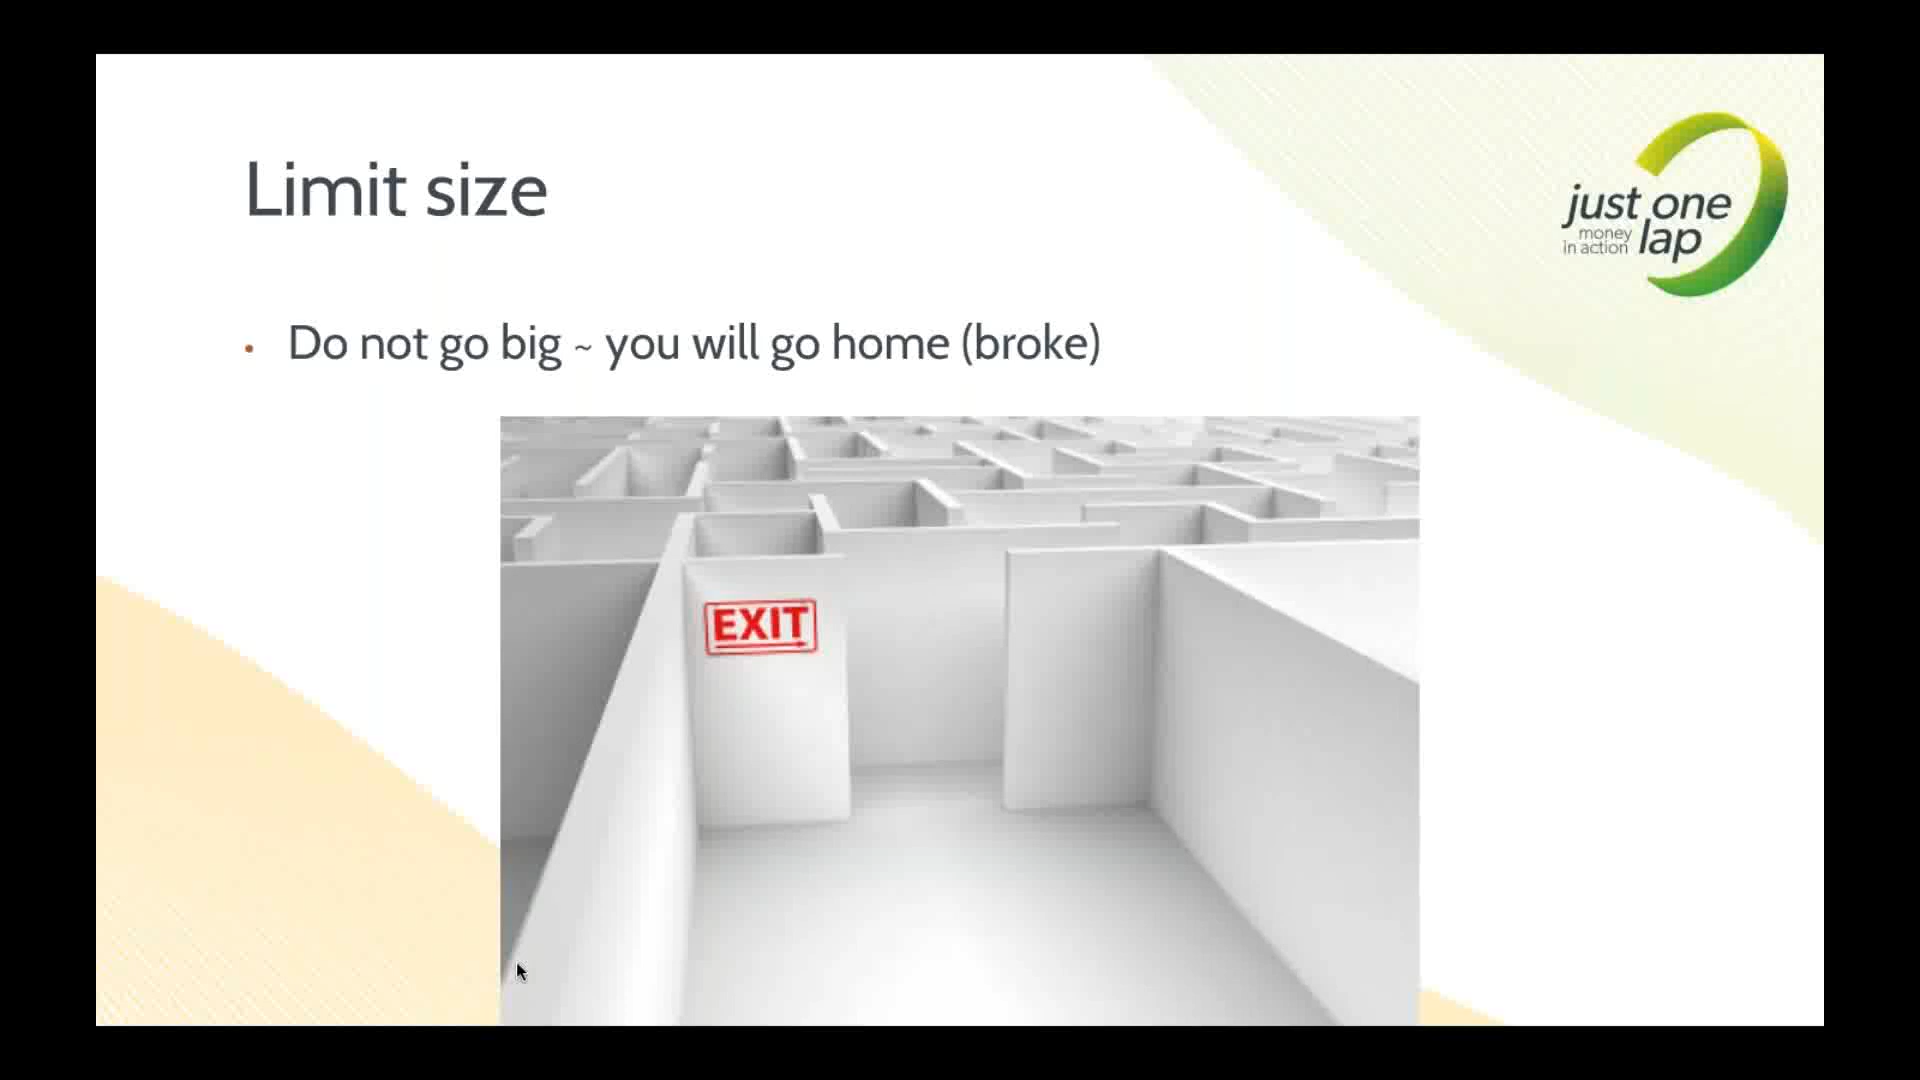 Limit size
just one
money
in action
lap
• Do not go big ~ you will go home (broke)
EXIT